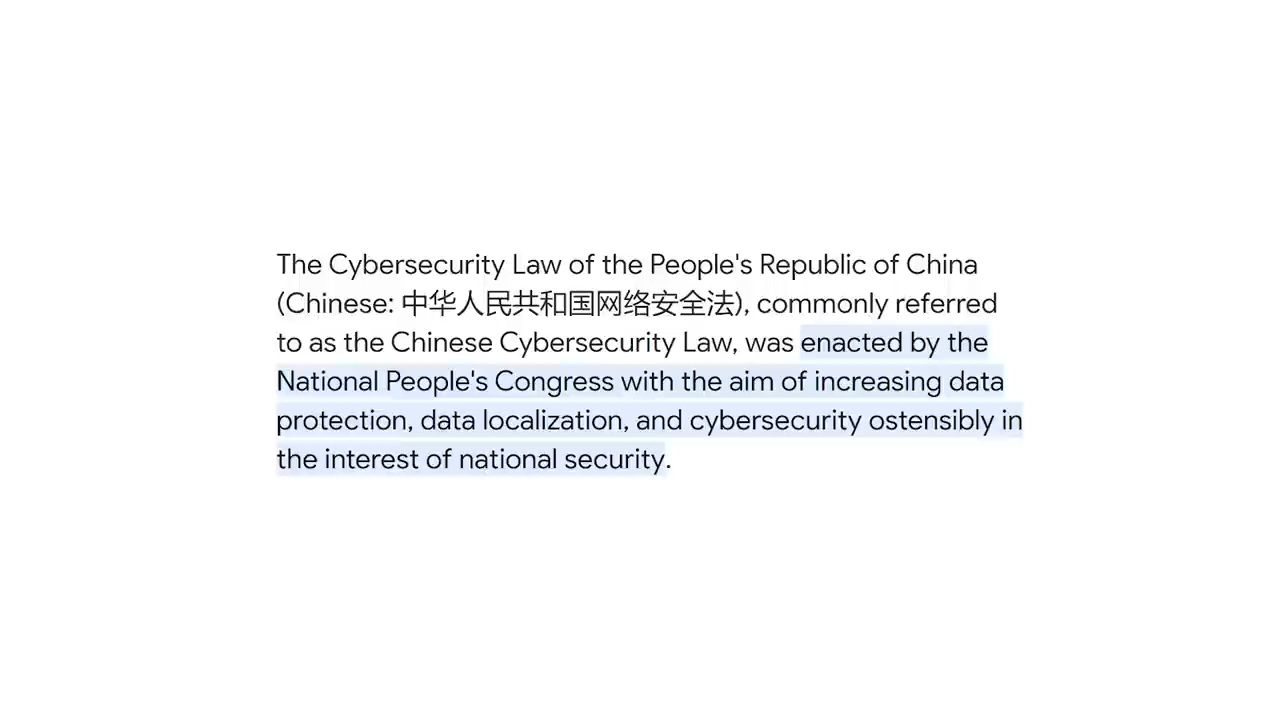 The Cybersecurity Law of the People's Republic of China
(Chinese: 中华人民共和国网络安全法), commonly referred
to as the Chinese Cybersecurity Law, was enacted by the
National People's Congress with the aim of increasing data
protection, data localization, and cybersecurity ostensibly in
the interest of national security.